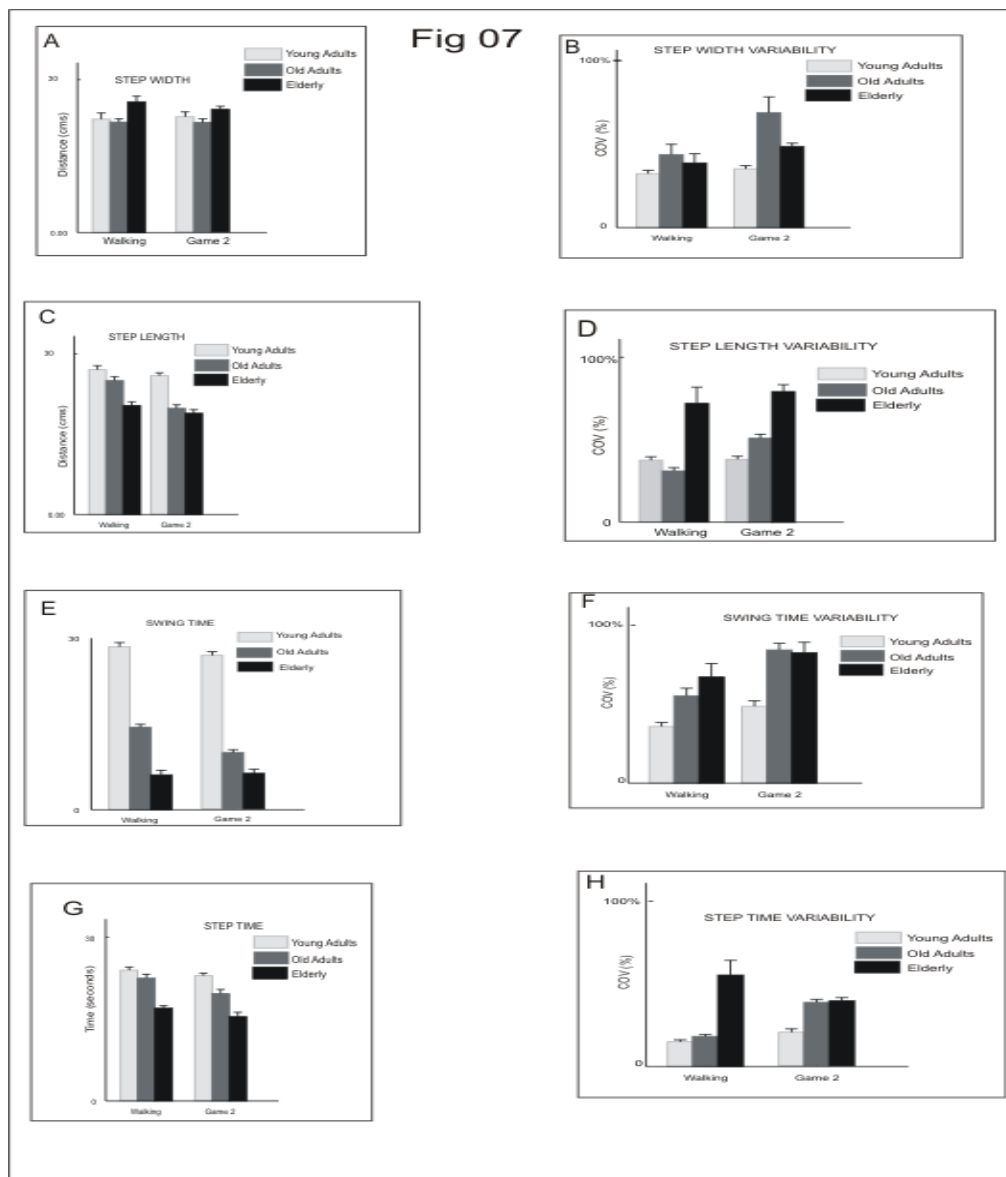 Fig 07
A
STEP WIDTH
Young Adults
Old Adults
Elderly
30
Distance (cms)
0.00
Walking
Game 2
B
STEP WIDTH VARIABILITY
100%
Young Adults
Old Adults
Elderly
COV (%)
0
Walking
Game 2
C
STEP LENGTH
30
Young Adults
Old Adults
Elderly
Distance (cms)
Walking
Game 2
D
STEP LENGTH VARIABILITY
100%
Young Adults
Old Adults
Elderly
COV (%)
0
Walking
Game 2
E
SWING TIME
30
Young Adults
Old Adults
Elderly
0
Walking
Game 2
F
SWING TIME VARIABILITY
100%
Young Adults
Old Adults
Elderly
COV (%)
0
Walking
Game 2
G
STEP TIME
Young Adults
Old Adults
Elderly
Time (seconds)
0
Walking
Game 2
H
100%
STEP TIME VARIABILITY
Young Adults
Old Adults
Elderly
COV (%)
0
Walking
Game 2